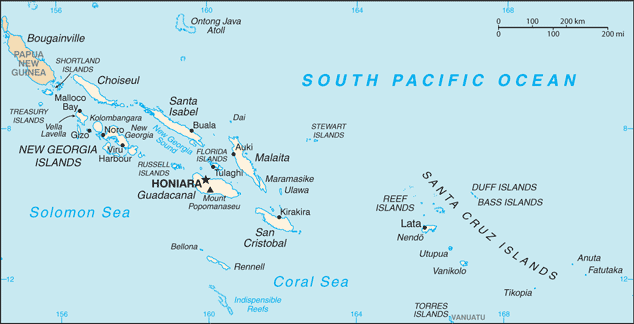 160
164
168
Ontong Java
Atoll
0
100
200 km
0
100
200 mi
Bougainville
PAPUA
NEW
GUINEA
SHORTLAND
ISLANDS
Choiseul
SOUTH PACIFIC OCEAN
Malloco
Bay
Santa
Isabel
TREASURY
ISLANDS
Kolombangara
Vella
Lavella
Gizo
Noto
New
Georgia
New Georgia
Sound
Buala
Dai
STEWART
ISLANDS
8
8
Viru
Harbour
NEW GEORGIA
ISLANDS
FLORIDA
ISLANDS
Auki
Malaita
RUSSELL
ISLANDS
Tulaghi
HONIARA
Guadacanal
Mount
Popomanaseu
Maramasike
Ulawa
Solomon Sea
Kirakira
San
Cristobal
SANTA CRUZ ISLANDS
DUFF ISLANDS
BASS ISLANDS
REEF
ISLANDS
Lata
Nendö
Utupua
Vanikolo
Bellona
Rennell
Coral Sea
Anuta
Fatutaka
12
12
Tikopia
Indispensible
Reefs
TORRES
ISLANDS
VANUATU
156
160
164
168